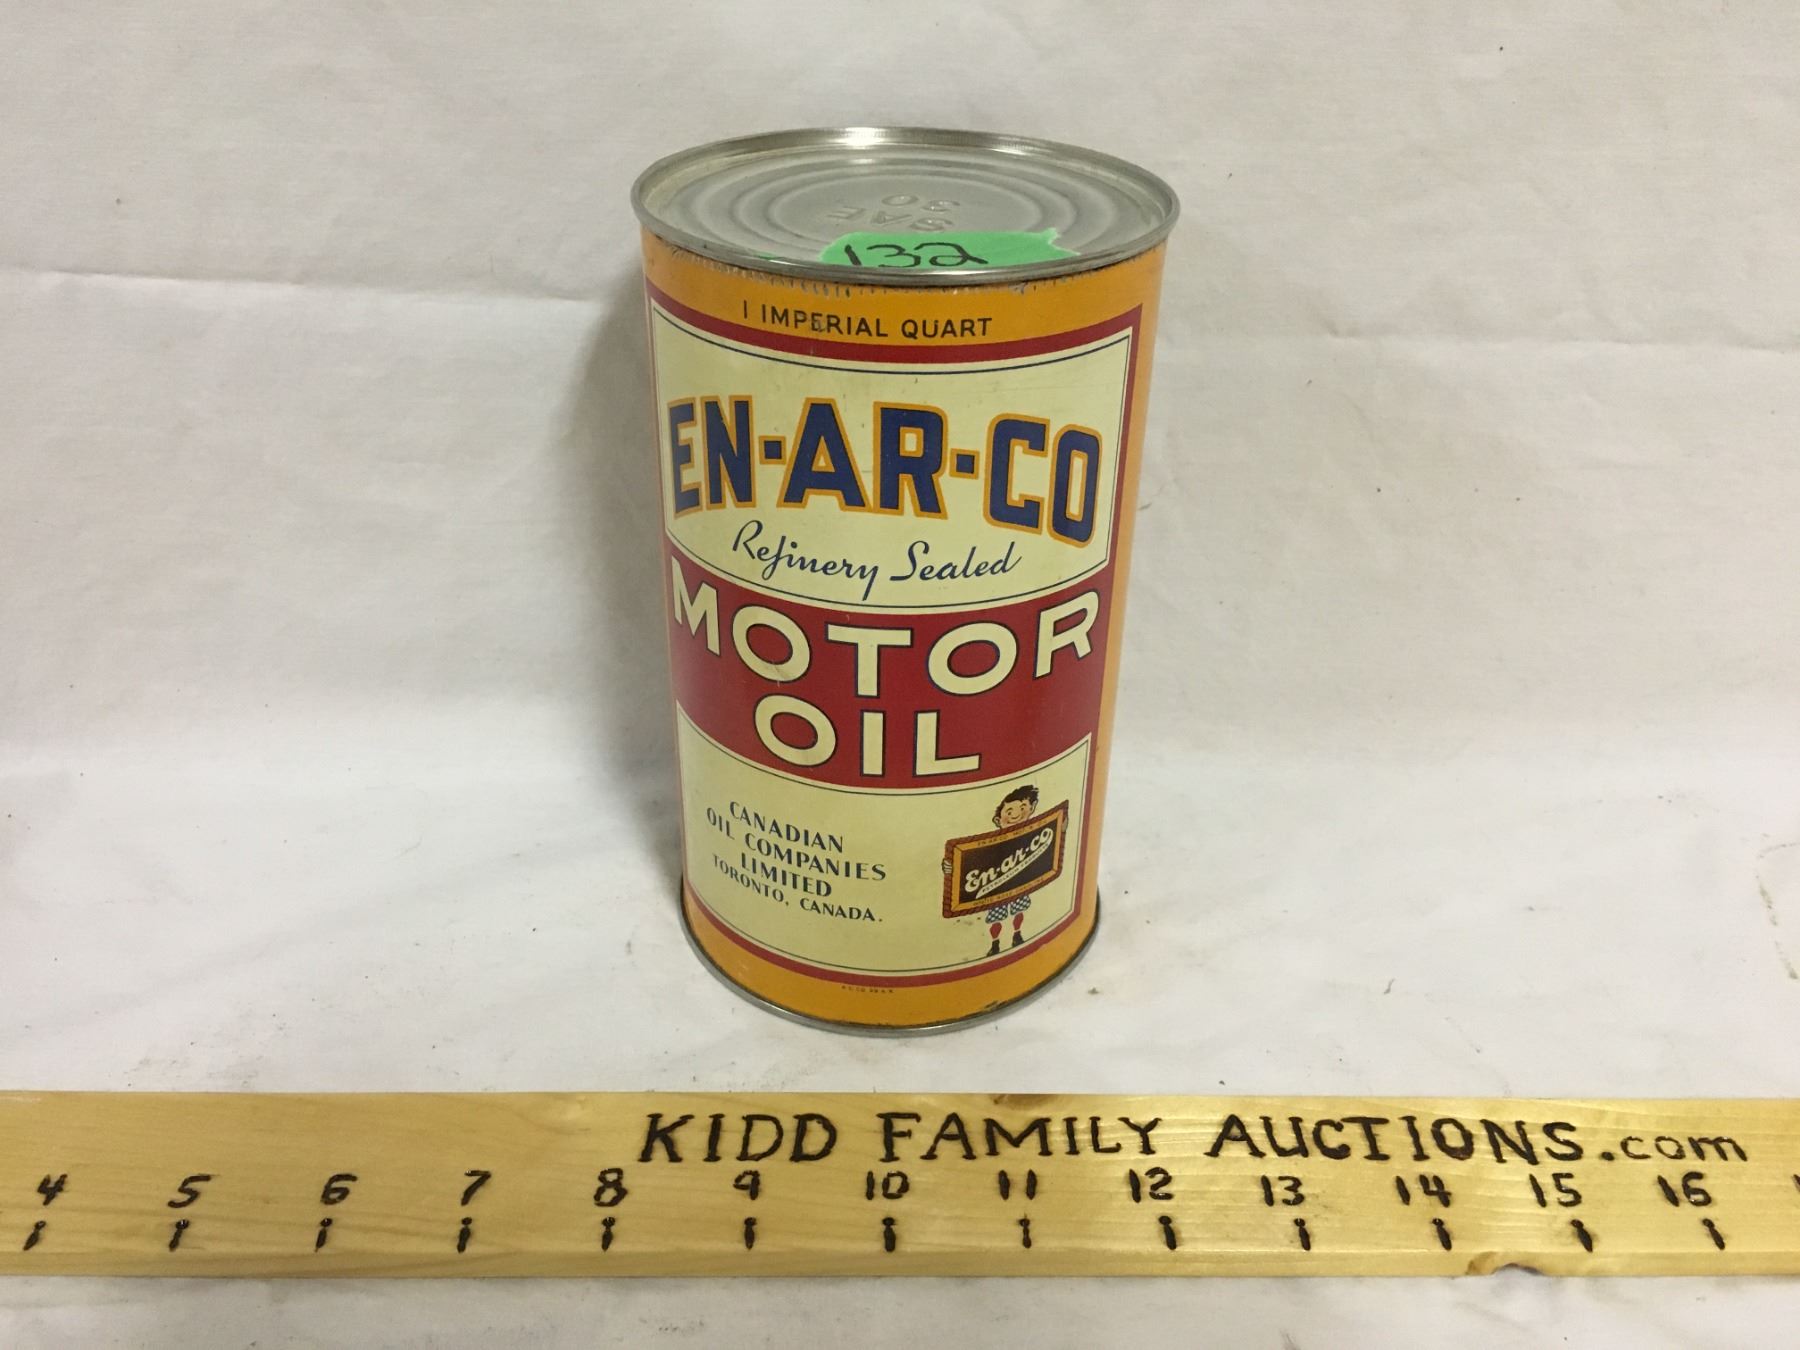 SAE
30
132
1 IMPERIAL QUART
EN-AR-CO
Refinery Sealed
MOTOR
OIL
CANADIAN
OIL COMPANIES
LIMITED
TORONTO, CANADA.
En-ar-co
KIDD FAMILY AUCTIONS.com
4 5 6 7 8 9 10 11 12 13 14 15 16